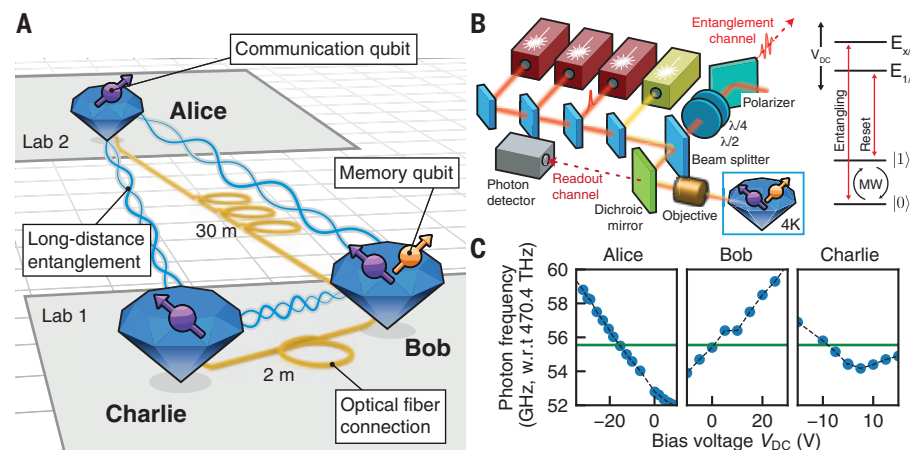 A
Communication qubit
Alice
Lab 2
Memory qubit
30 m
Long-distance
entanglement
Lab 1
Bob
2 m
Charlie
Optical fiber
connection
B
Entanglement
channel
Polarizer
λ/4
λ/2
Beam splitter
Photon
detector
Readout
channel
Dichroic
mirror
Objective
4K
V_DC
E_x/
E_1/
Entangling
Reset
|1⟩
MW
|0⟩
C
Alice Bob Charlie
Photon frequency
(GHz, w.r.t 470.4 THz)
60
58
56
54
52
−20 0 0 20 −10 10
Bias voltage V_DC (V)